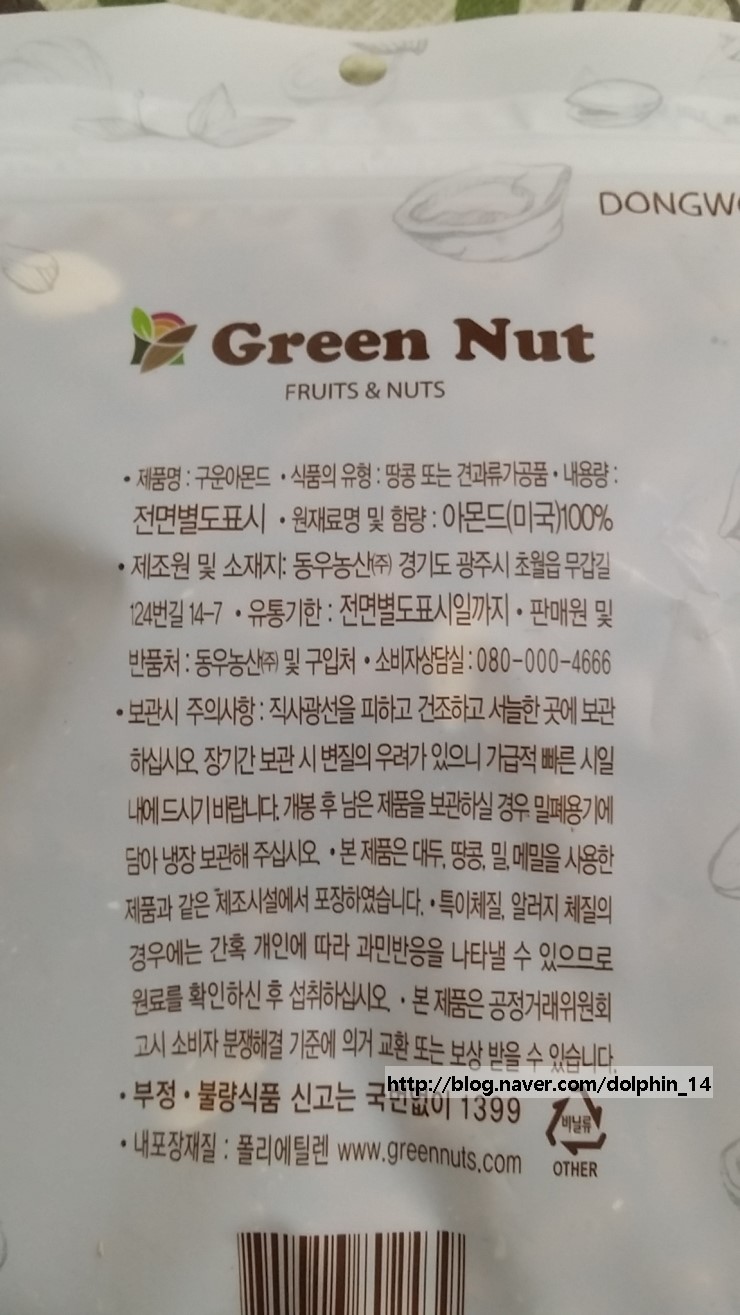 DONGW
Green Nut
FRUITS & NUTS
• 제품명 : 구운아몬드 • 식품의 유형 : 땅콩 또는 견과류가공품 • 내용량 :
전면별도표시 • 원재료명 및 함량 : 아몬드(미국)100%
• 제조원 및 소재지: 동우농산㈜ 경기도 광주시 초월읍 무갑길
124번길 14-7 • 유통기한 : 전면별도표시일까지 • 판매원 및
반품처 : 동우농산㈜ 및 구입처 • 소비자상담실 : 080-000-4666
• 보관시 주의사항 : 직사광선을 피하고 건조하고 서늘한 곳에 보관
하십시오. 장기간 보관 시 변질의 우려가 있으니 가급적 빠른 시일
내에 드시기 바랍니다. 개봉 후 남은 제품을 보관하실 경우 밀폐용기에
담아 냉장 보관해 주십시오. • 본 제품은 대두, 땅콩, 밀, 메밀을 사용한
제품과 같은 제조시설에서 포장하였습니다. • 특이체질, 알러지 체질의
경우에는 간혹 개인에 따라 과민반응을 나타낼 수 있으므로
원료를 확인하신 후 섭취하십시오. • 본 제품은 공정거래위원회
고시 소비자 분쟁해결 기준에 의거 교환 또는 보상 받을 수 있습니다.
http://blog.naver.com/dolphin_14
• 부정 • 불량식품 신고는 국번없이 1399
비닐류
• 내포장재질 : 폴리에틸렌 www.greennuts.com
OTHER